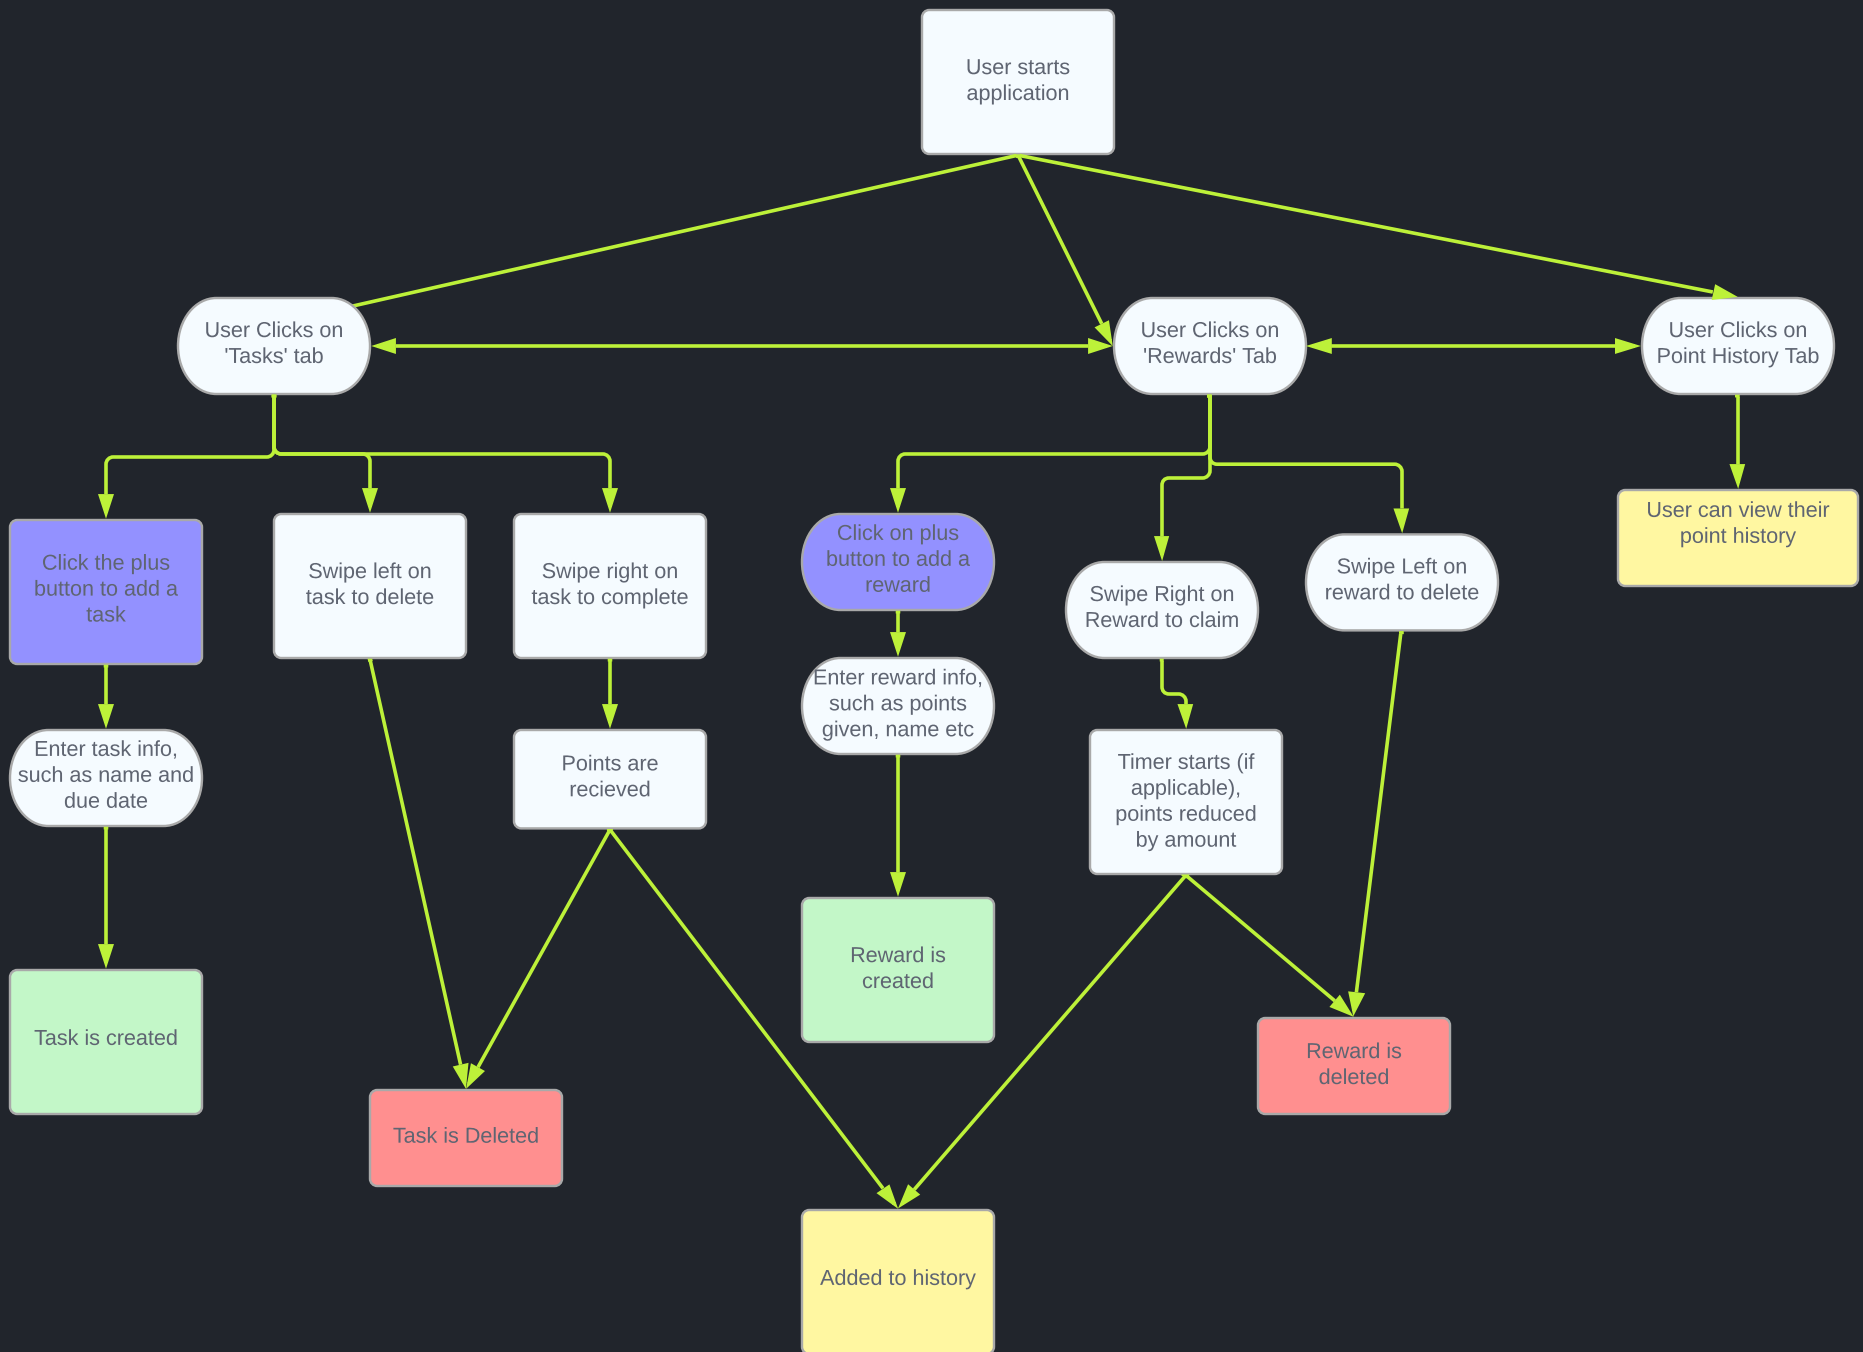 User starts
application
User Clicks on
'Tasks' tab
User Clicks on
'Rewards' Tab
User Clicks on
Point History Tab
Click the plus
button to add a
task
Swipe left on
task to delete
Swipe right on
task to complete
Click on plus
button to add a
reward
Swipe Right on
Reward to claim
Swipe Left on
reward to delete
User can view their
point history
Enter task info,
such as name and
due date
Points are
recieved
Enter reward info,
such as points
given, name etc
Timer starts (if
applicable),
points reduced
by amount
Task is created
Task is Deleted
Reward is
created
Reward is
deleted
Added to history